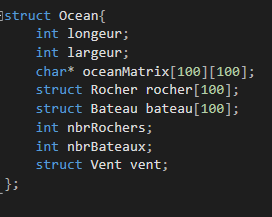 struct Ocean{
int longeur;
int largeur;
char* oceanMatrix[100][100];
struct Rocher rocher[100];
struct Bateau bateau[100];
int nbrRochers;
int nbrBateaux;
struct Vent vent;
};